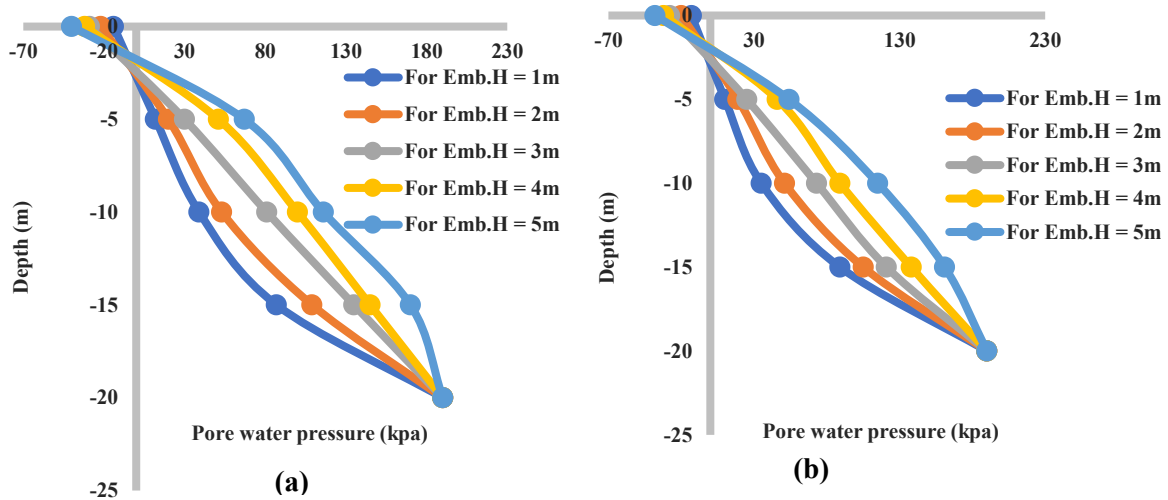 0
-70 -20 30 80 130 180 230
For Emb.H = 1m
For Emb.H = 2m
For Emb.H = 3m
For Emb.H = 4m
For Emb.H = 5m
-5
-10
-15
-20
-25
Depth (m)
Pore water pressure (kpa)
(a)
0
-70 30 130 230
For Emb.H = 1m
For Emb.H = 2m
For Emb.H = 3m
For Emb.H = 4m
For Emb.H = 5m
-5
-10
-15
-20
-25
Depth (m)
Pore water pressure (kpa)
(b)